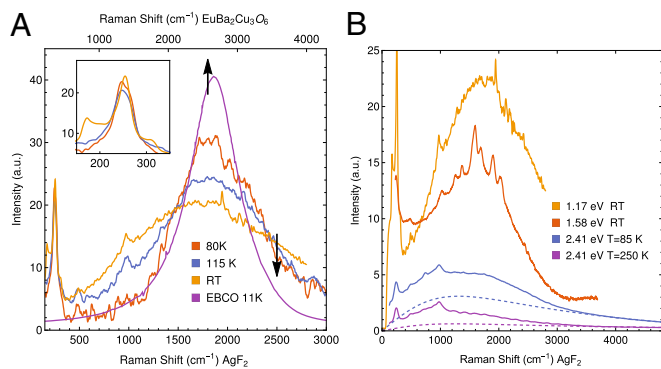 A
Raman Shift (cm⁻¹) EuBa₂Cu₃O₆
1000 2000 3000 4000
Intensity (a.u.)
40
30
20
10
0
20
10
200 300
80K
115 K
RT
EBCO 11K
500 1000 1500 2000 2500 3000
Raman Shift (cm⁻¹) AgF₂
B
Intensity (a.u.)
25
20
15
10
5
0
1.17 eV RT
1.58 eV RT
2.41 eV T=85 K
2.41 eV T=250 K
0 1000 2000 3000 4000
Raman Shift (cm⁻¹) AgF₂